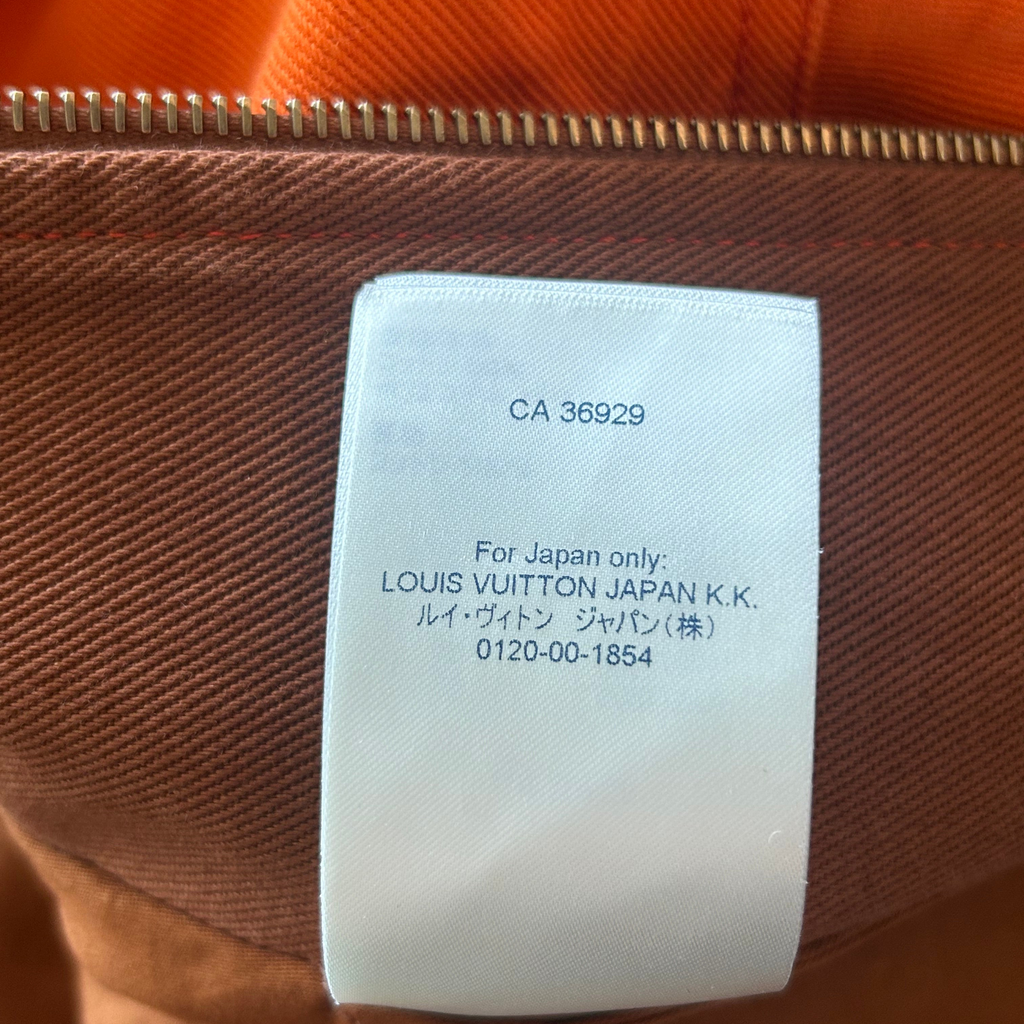 CA 36929
For Japan only:
LOUIS VUITTON JAPAN K.K.
ルイ・ヴィトン　ジャパン(株)
0120-00-1854